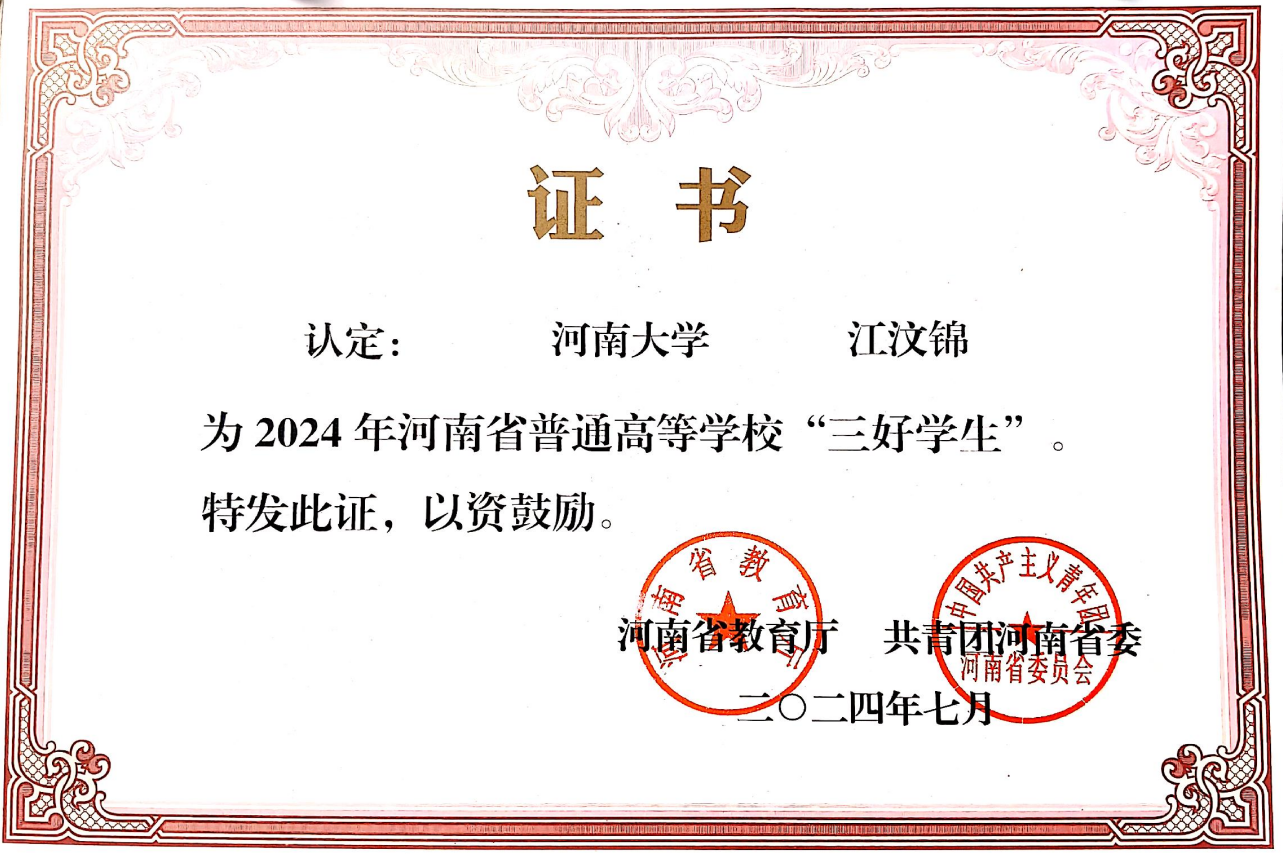 证 书
认定： 河南大学 江汶锦
为 2024 年河南省普通高等学校“三好学生”。
特发此证，以资鼓励。
河南省教育厅
中国共产主义青年团
河南省委员会
河南省教育厅 共青团河南省委
二〇二四年七月